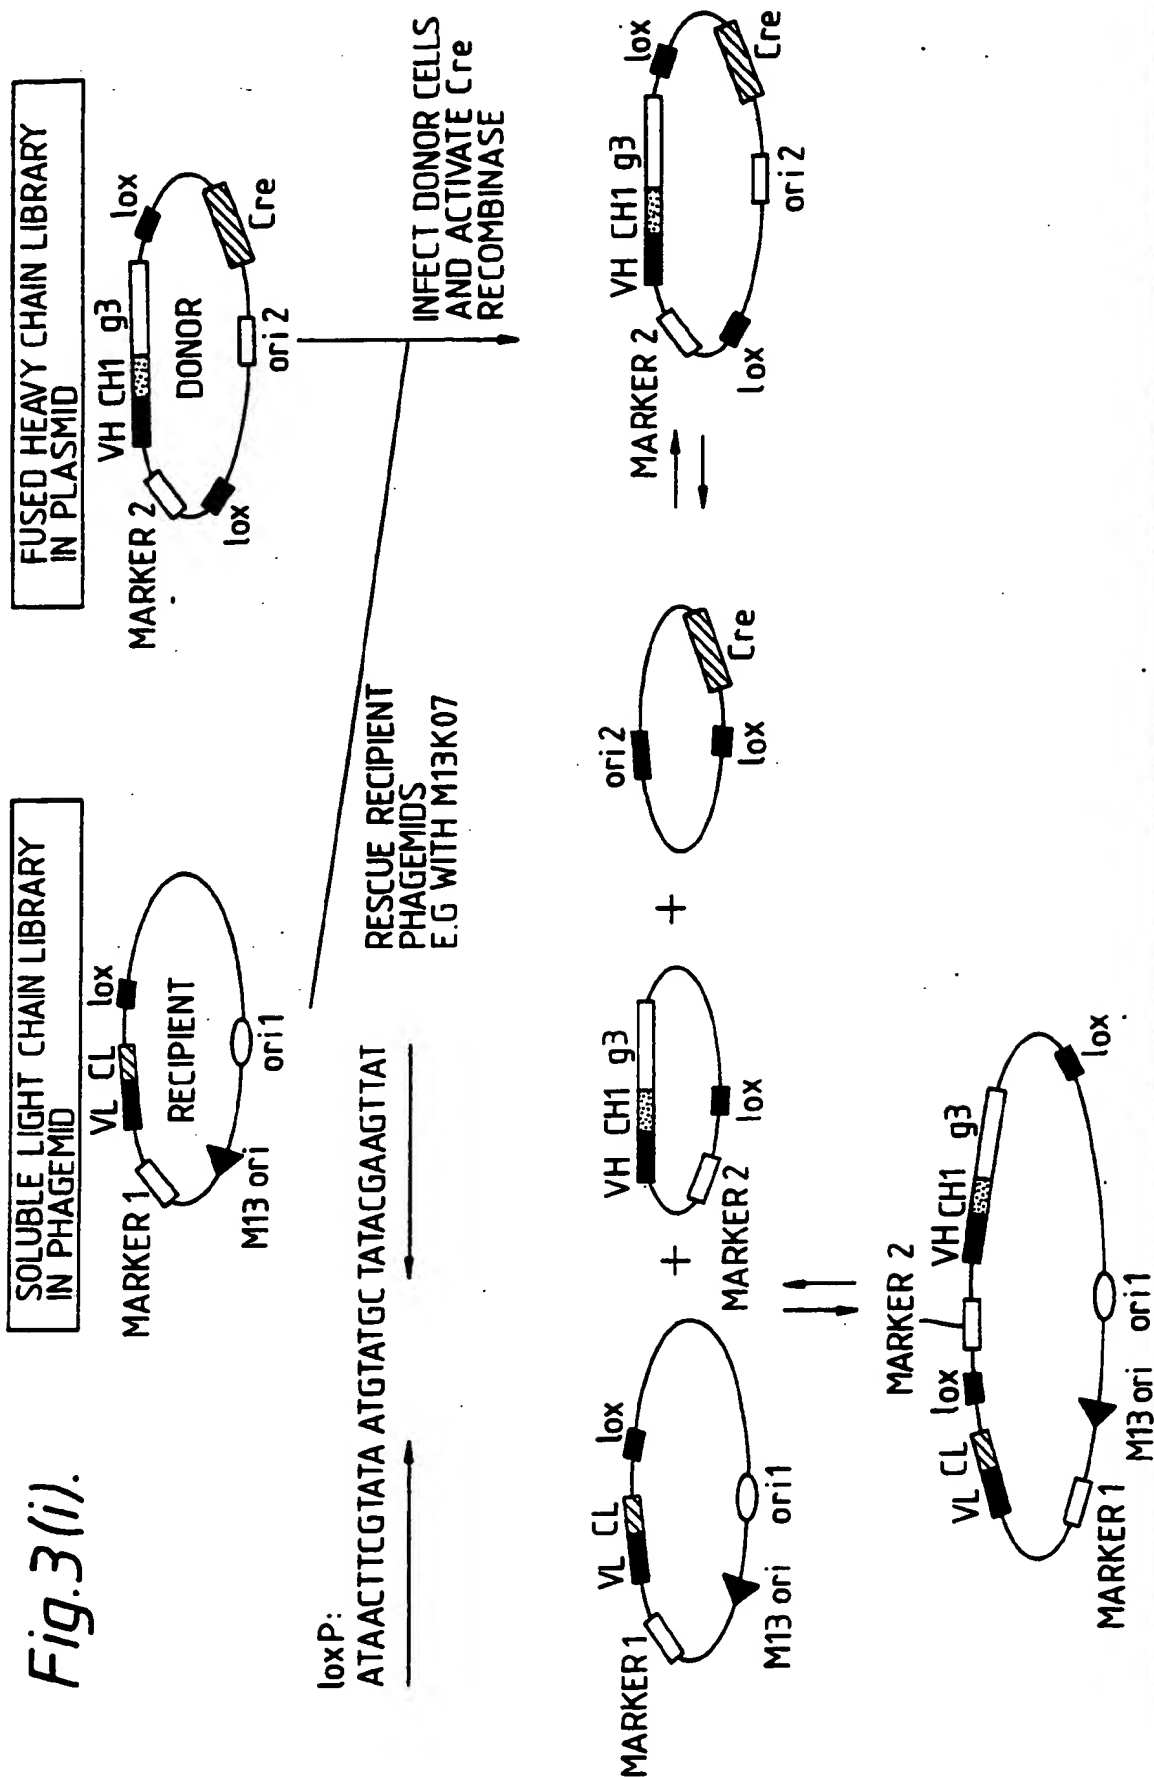 Fig.3(i).
SOLUBLE LIGHT CHAIN LIBRARY
IN PHAGEMID
FUSED HEAVY CHAIN LIBRARY
IN PLASMID
MARKER 1
VL CL
lox
RECIPIENT
M13 ori
ori1
MARKER 2
VH CH1 g3
lox
DONOR
lox
ori 2
Cre
loxP:
ATAACTTCGTATA ATGTATGC TATACGAAGTTAT
RESCUE RECIPIENT
PHAGEMIDS
E.G WITH M13K07
INFECT DONOR CELLS
AND ACTIVATE Cre
RECOMBINASE
MARKER 1
VL CL
lox
M13 ori
ori1
+
VH CH1 g3
MARKER 2
lox
+
ori 2
lox
Cre
MARKER 2
VH CH1 g3
lox
lox
ori 2
Cre
MARKER 2
VL CL
lox
VH CH1
g3
lox
MARKER 1
M13 ori
ori1